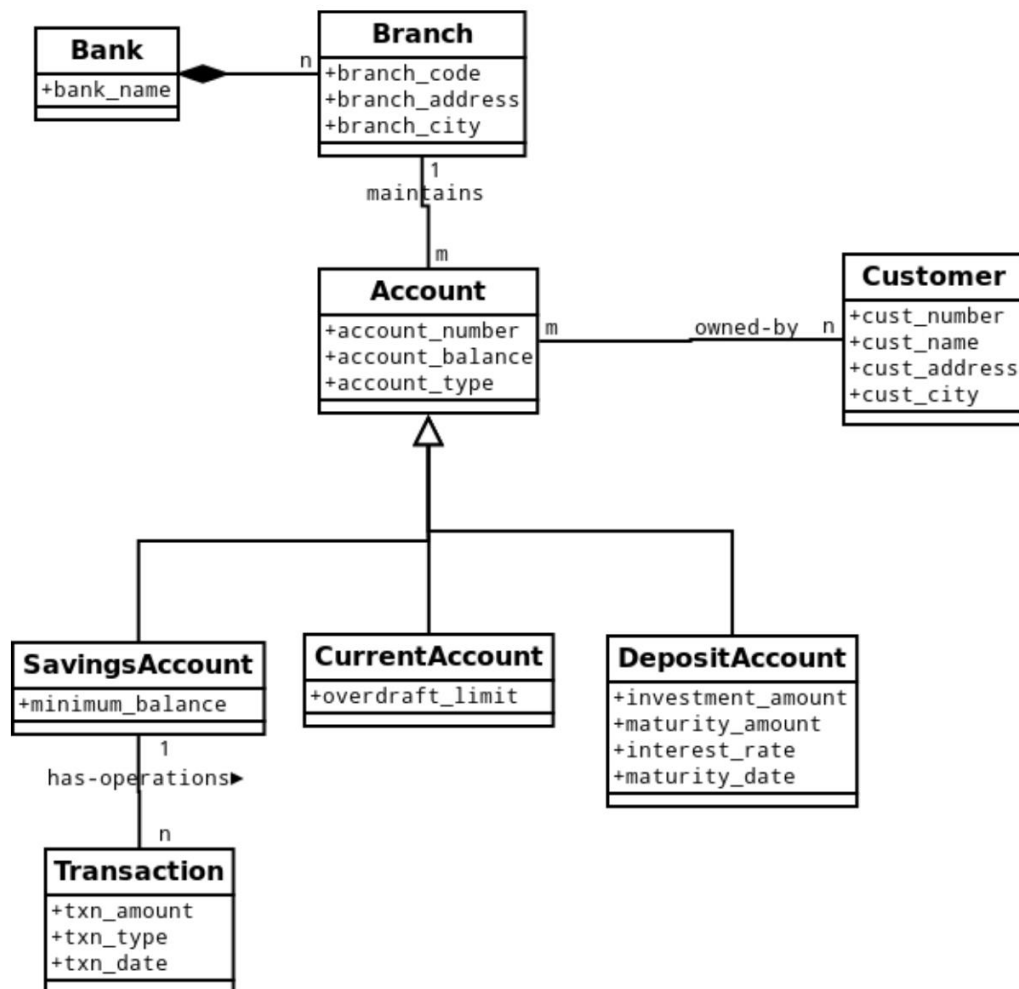 Bank
+bank_name
n
Branch
+branch_code
+branch_address
+branch_city
1
maintains
m
Account
+account_number
+account_balance
+account_type
m
owned-by
n
Customer
+cust_number
+cust_name
+cust_address
+cust_city
SavingsAccount
+minimum_balance
CurrentAccount
+overdraft_limit
DepositAccount
+investment_amount
+maturity_amount
+interest_rate
+maturity_date
1
has-operations▶
n
Transaction
+txn_amount
+txn_type
+txn_date